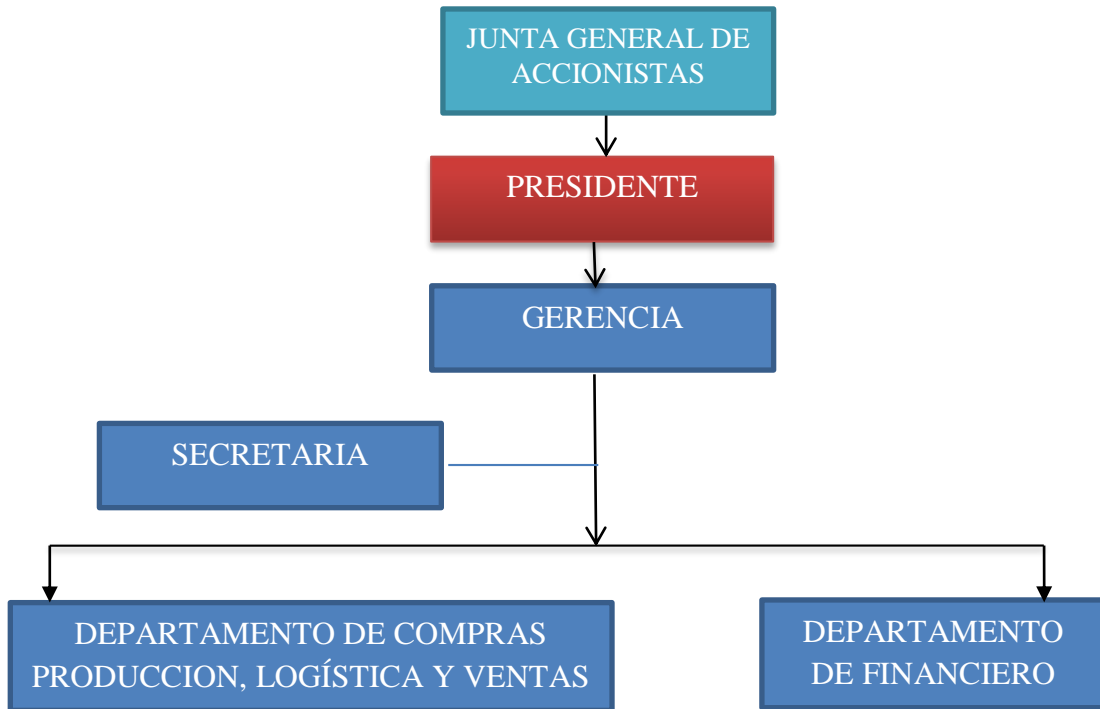 JUNTA GENERAL DE
ACCIONISTAS
PRESIDENTE
GERENCIA
SECRETARIA
DEPARTAMENTO DE COMPRAS
PRODUCCION, LOGÍSTICA Y VENTAS
DEPARTAMENTO
DE FINANCIERO